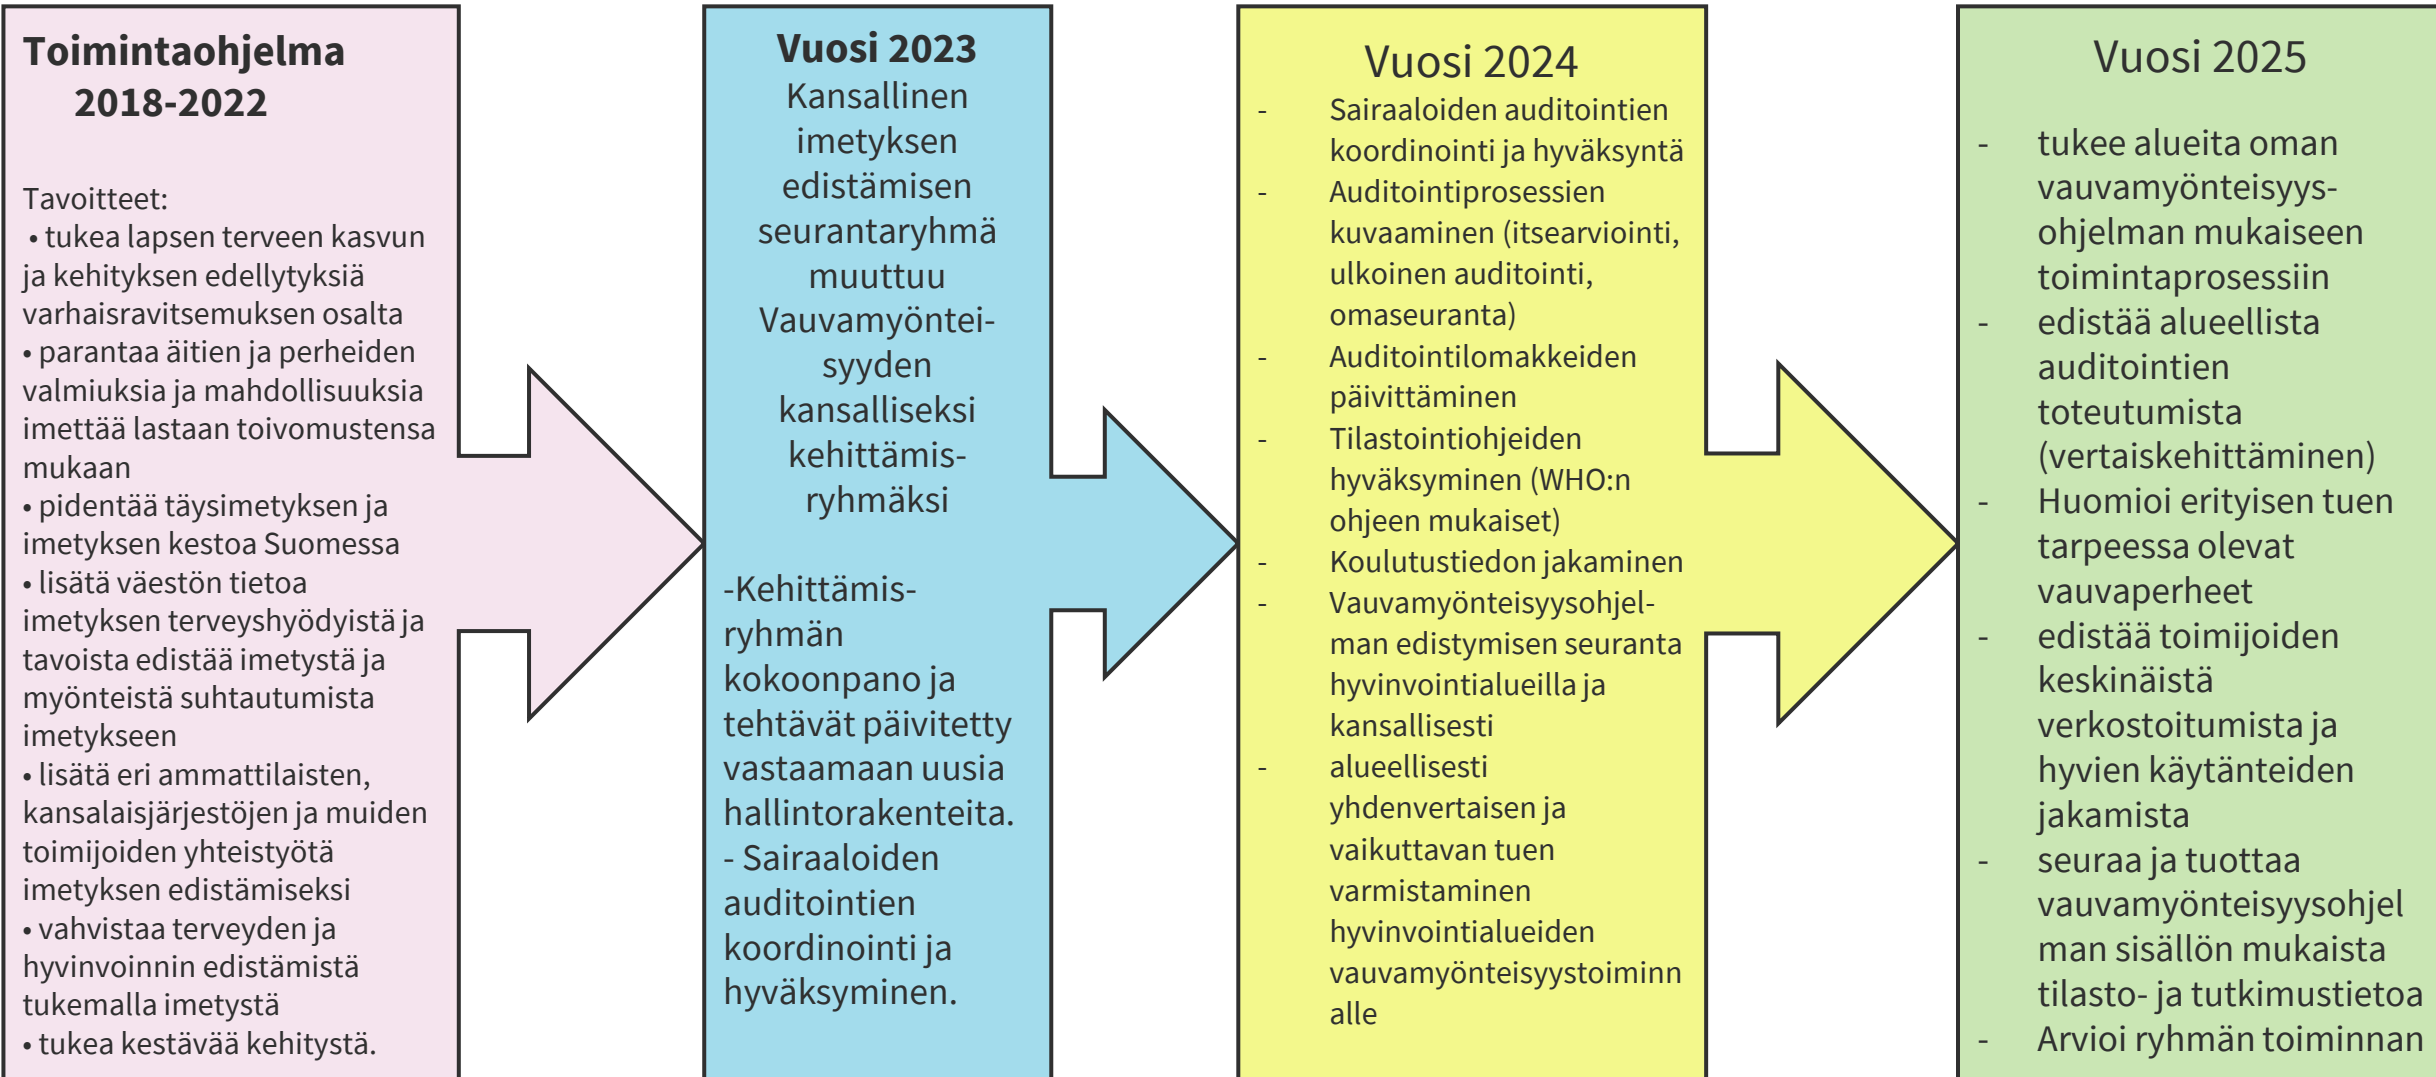 Toimintaohjelma
2018-2022
Tavoitteet:
• tukea lapsen terveen kasvun
ja kehityksen edellytyksiä
varhaisravitsemuksen osalta
• parantaa äitien ja perheiden
valmiuksia ja mahdollisuuksia
imettää lastaan toivomustensa
mukaan
• pidentää täysimetyksen ja
imetyksen kestoa Suomessa
• lisätä väestön tietoa
imetyksen terveyshyödyistä ja
tavoista edistää imetystä ja
myönteistä suhtautumista
imetykseen
• lisätä eri ammattilaisten,
kansalaisjärjestöjen ja muiden
toimijoiden yhteistyötä
imetyksen edistämiseksi
• vahvistaa terveyden ja
hyvinvoinnin edistämistä
tukemalla imetystä
• tukea kestävää kehitystä.
Vuosi 2023
Kansallinen
imetyksen
edistämisen
seurantaryhmä
muuttuu
Vauvamyöntei-
syyden
kansalliseksi
kehittämis-
ryhmäksi
-Kehittämis-
ryhmän
kokoonpano ja
tehtävät päivitetty
vastaamaan uusia
hallintorakenteita.
- Sairaaloiden
auditointien
koordinointi ja
hyväksyminen.
Vuosi 2024
- Sairaaloiden auditointien
koordinointi ja hyväksyntä
- Auditointiprosessien
kuvaaminen (itsearviointi,
ulkoinen auditointi,
omaseuranta)
- Auditointilomakkeiden
päivittäminen
- Tilastointiohjeiden
hyväksyminen (WHO:n
ohjeen mukaiset)
- Koulutustiedon jakaminen
- Vauvamyönteisyysohjel-
man edistymisen seuranta
hyvinvointialueilla ja
kansallisesti
- alueellisesti
yhdenvertaisen ja
vaikuttavan tuen
varmistaminen
hyvinvointialueiden
vauvamyönteisyystoiminn
alle
Vuosi 2025
- tukee alueita oman
vauvamyönteisyys-
ohjelman mukaiseen
toimintaprosessiin
- edistää alueellista
auditointien
toteutumista
(vertaiskehittäminen)
- Huomioi erityisen tuen
tarpeessa olevat
vauvaperheet
- edistää toimijoiden
keskinäistä
verkostoitumista ja
hyvien käytänteiden
jakamista
- seuraa ja tuottaa
vauvamyönteisyysohjel
man sisällön mukaista
tilasto- ja tutkimustietoa
- Arvioi ryhmän toiminnan